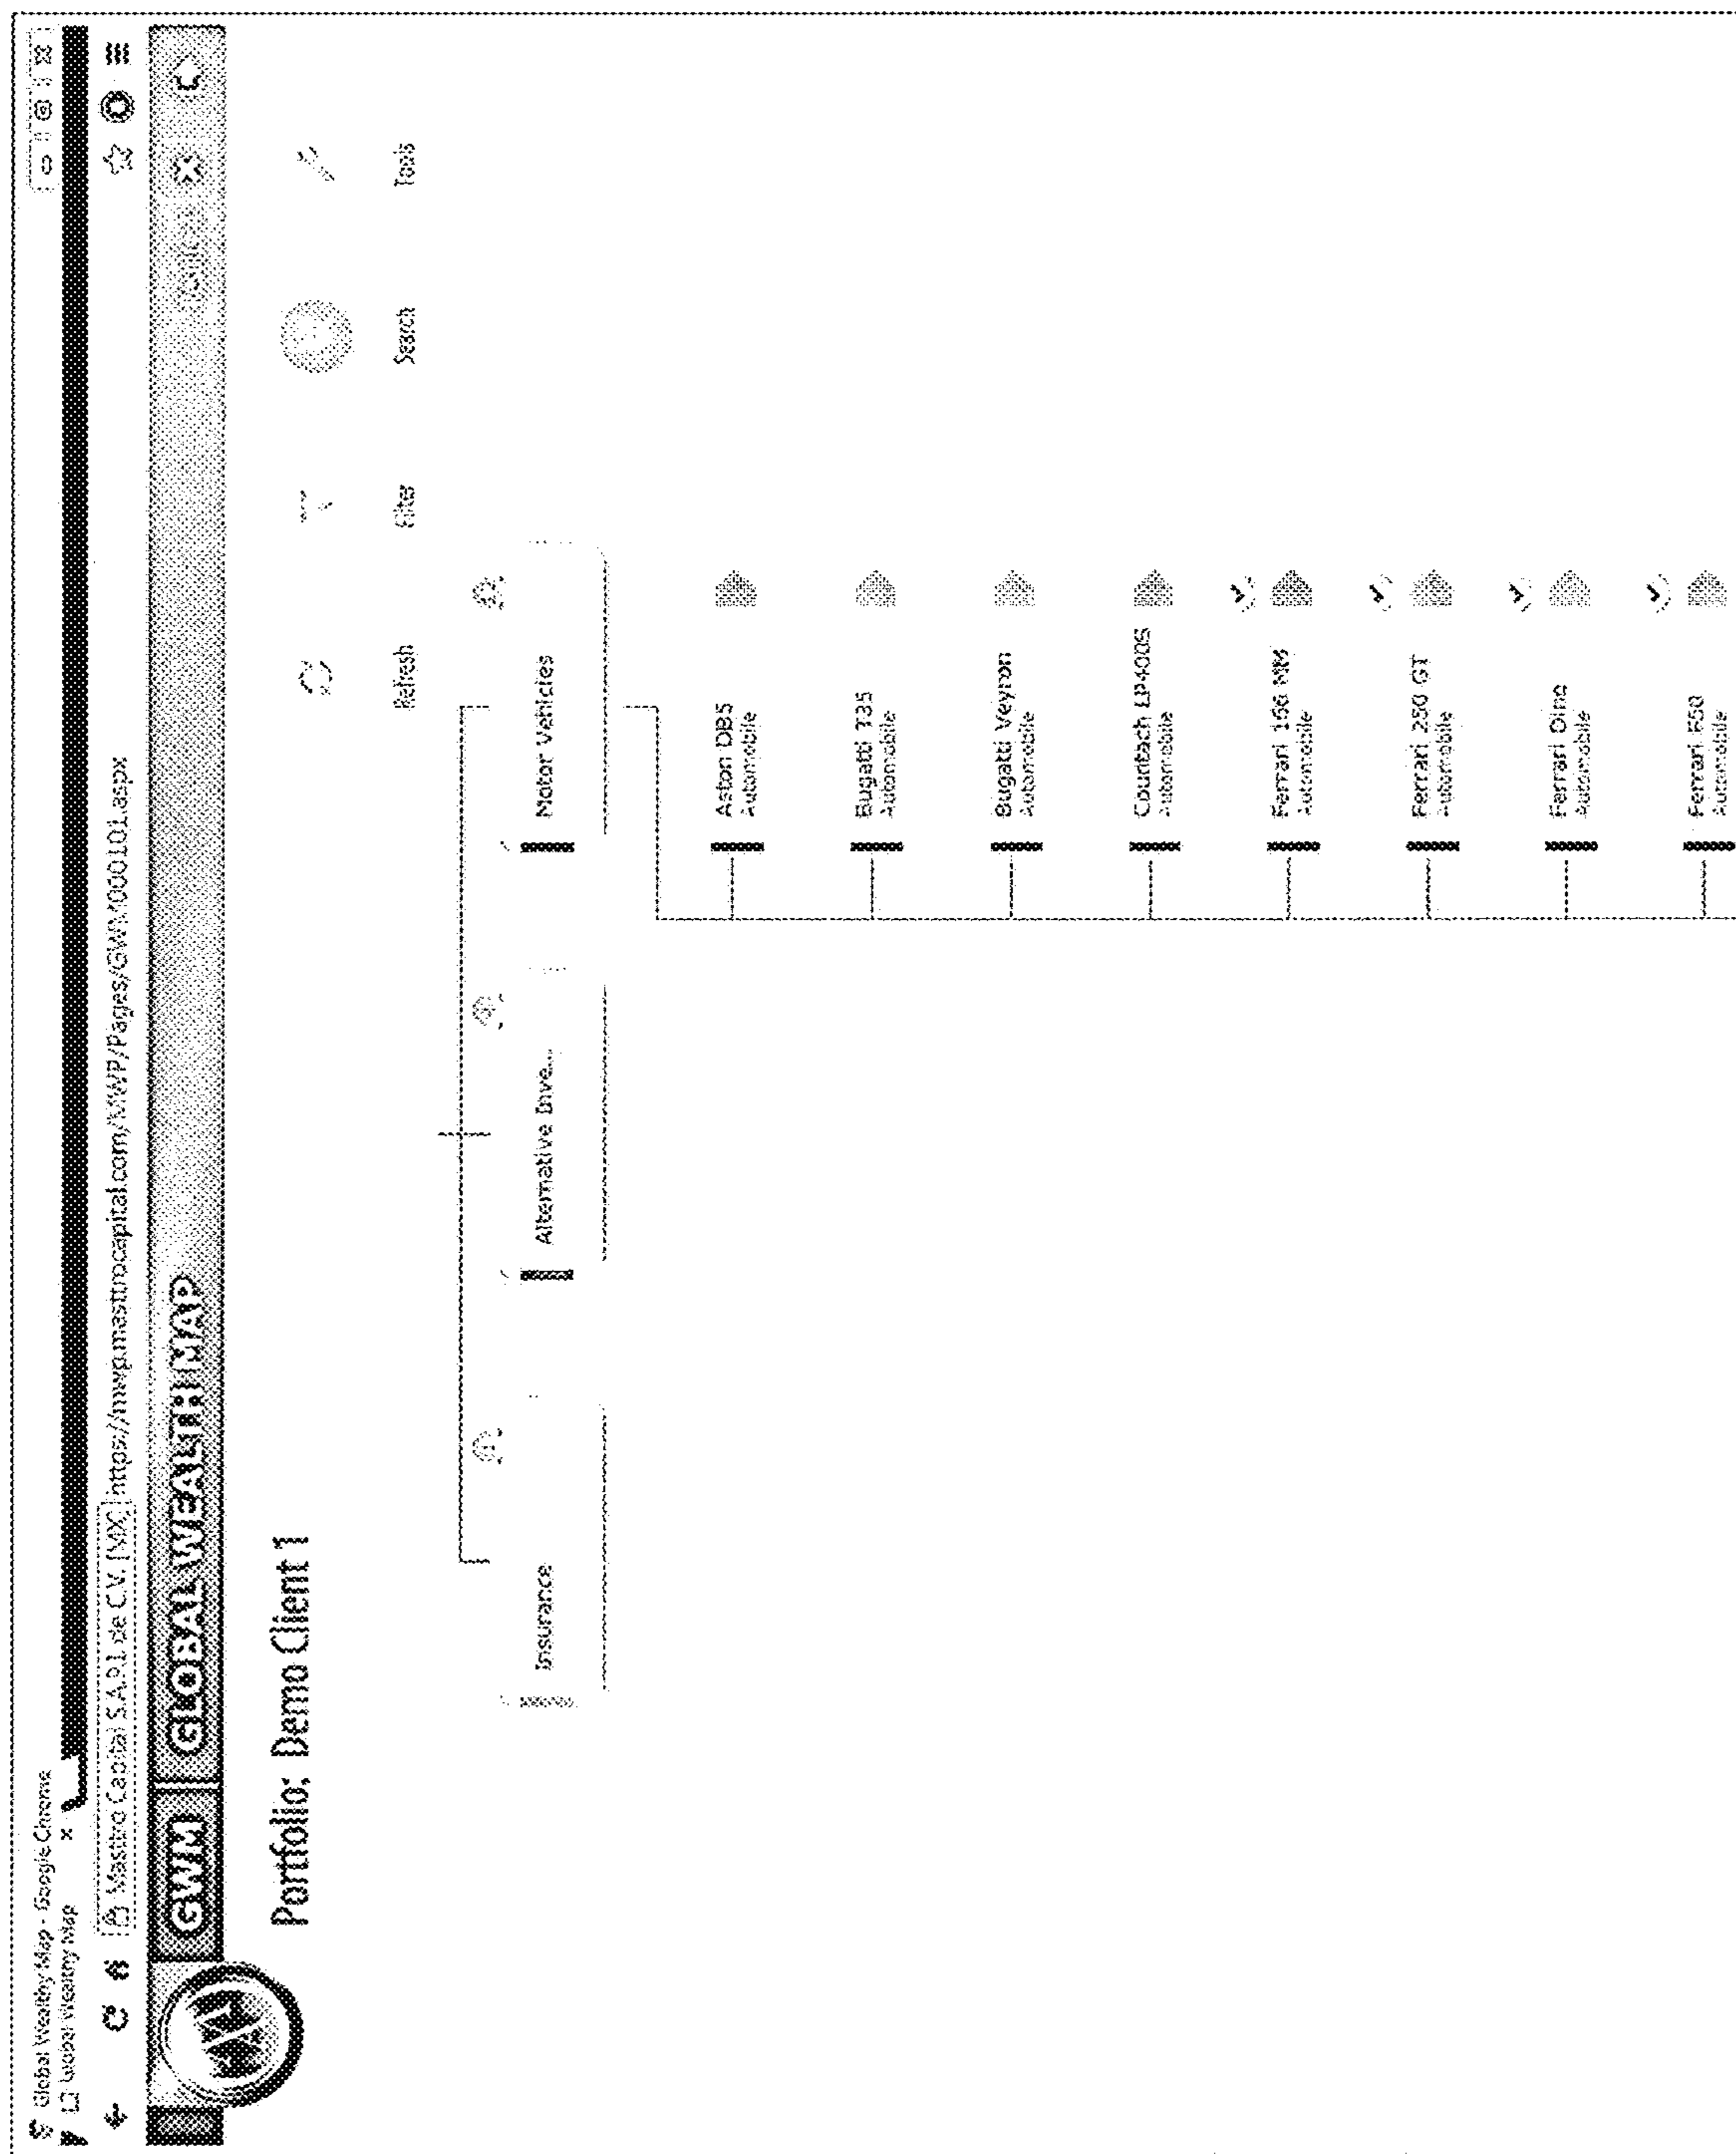 Global Wealthy Map - Google Chrome
Global Wealthy Map x
Mastro Capital S.A.P.I. de C.V. [MX] https://mwp.masttrocapital.com/MWP/Pages/GWM000101.aspx
GWM GLOBAL WEALTH MAP
Portfolio: Demo Client 1
Refresh Filter Search Tools
Insurance Alternative Inve... Motor Vehicles
Aston DB5
Automobile
Bugatti T35
Automobile
Bugatti Veyron
Automobile
Countach LP400S
Automobile
Ferrari 166 MM
Automobile
Ferrari 250 GT
Automobile
Ferrari Dino
Automobile
Ferrari F50
Automobile